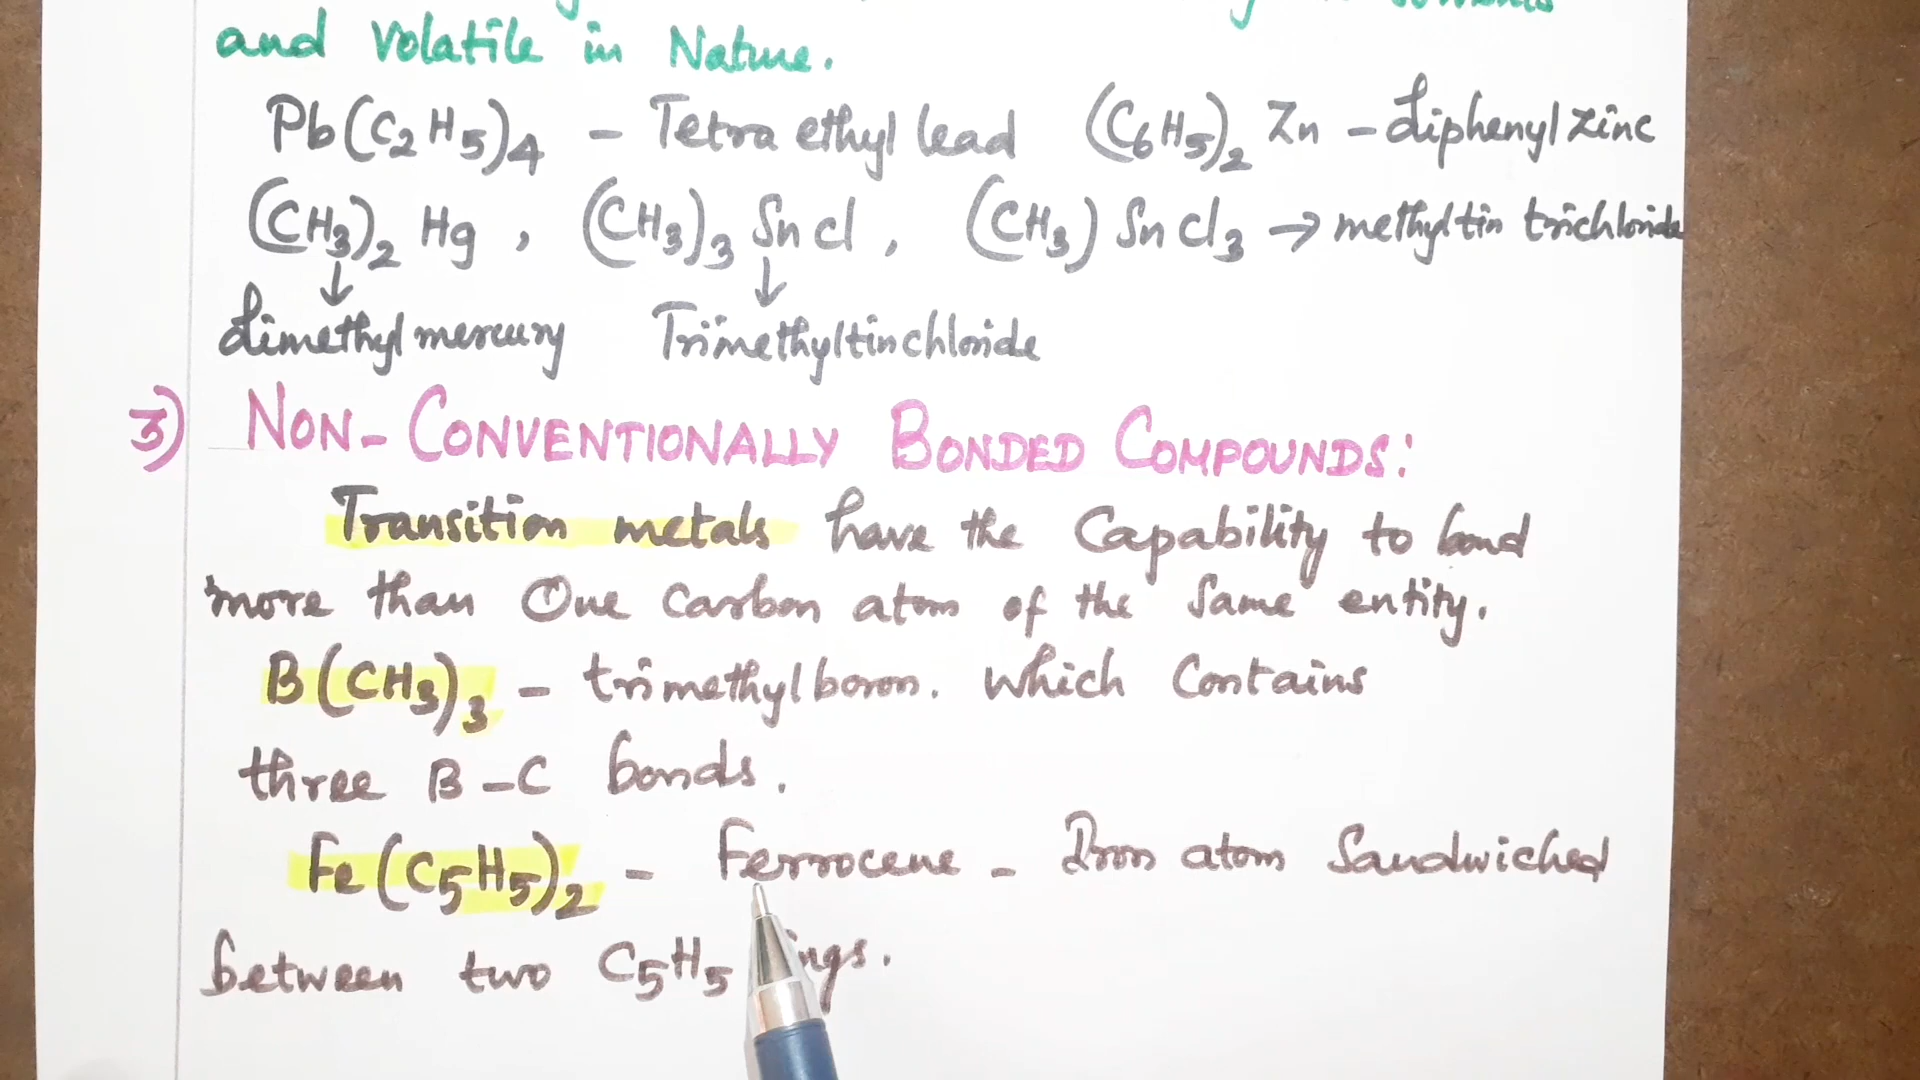 and volatile in Nature.
Pb(C2H5)4 - Tetra ethyl lead (C6H5)2 Zn - diphenyl zinc
(CH3)2 Hg , (CH3)3 Sn cl , (CH3) Sn Cl3 → methyltin trichloride
↓ ↓
dimethyl mercury Trimethyltinchloride
3) NON-CONVENTIONALLY BONDED COMPOUNDS:
Transition metals have the Capability to bond
more than One carbon atom of the same entity.
B(CH3)3 - trimethylboron. Which Contains
three B-C bonds.
Fe(C5H5)2 - Ferrocene - Iron atom Sandwiched
between two C5H5